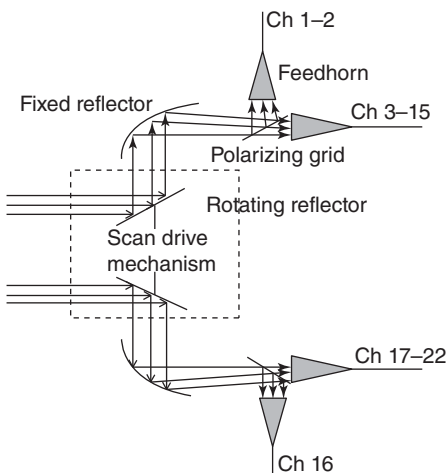 Ch 1–2
Feedhorn
Fixed reflector
Ch 3–15
Polarizing grid
Rotating reflector
Scan drive
mechanism
Ch 17–22
Ch 16